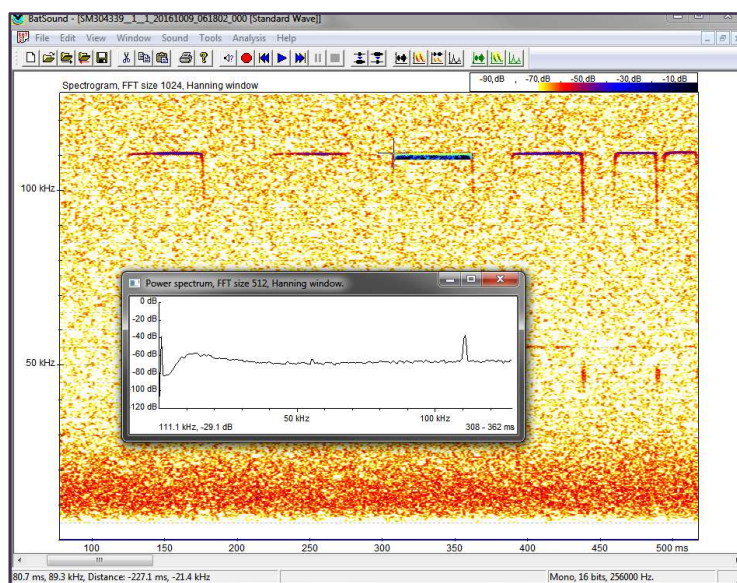 BatSound - [SM304339__1__1_20161009_061802_000 [Standard Wave]]
File Edit View Window Sound Tools Analysis Help
Spectrogram, FFT size 1024, Hanning window
-90 dB , -70 dB , -50 dB , -30 dB , -10 dB
100 kHz
50 kHz
Power spectrum, FFT size 512, Hanning window.
0 dB
-20 dB
-40 dB
-60 dB
-80 dB
-100 dB
-120 dB
50 kHz 100 kHz
111.1 kHz, -29.1 dB 308 - 362 ms
100 150 200 250 300 350 400 450 500 ms
80.7 ms, 89.3 kHz, Distance: -227.1 ms, -21.4 kHz Mono, 16 bits, 256000 Hz.